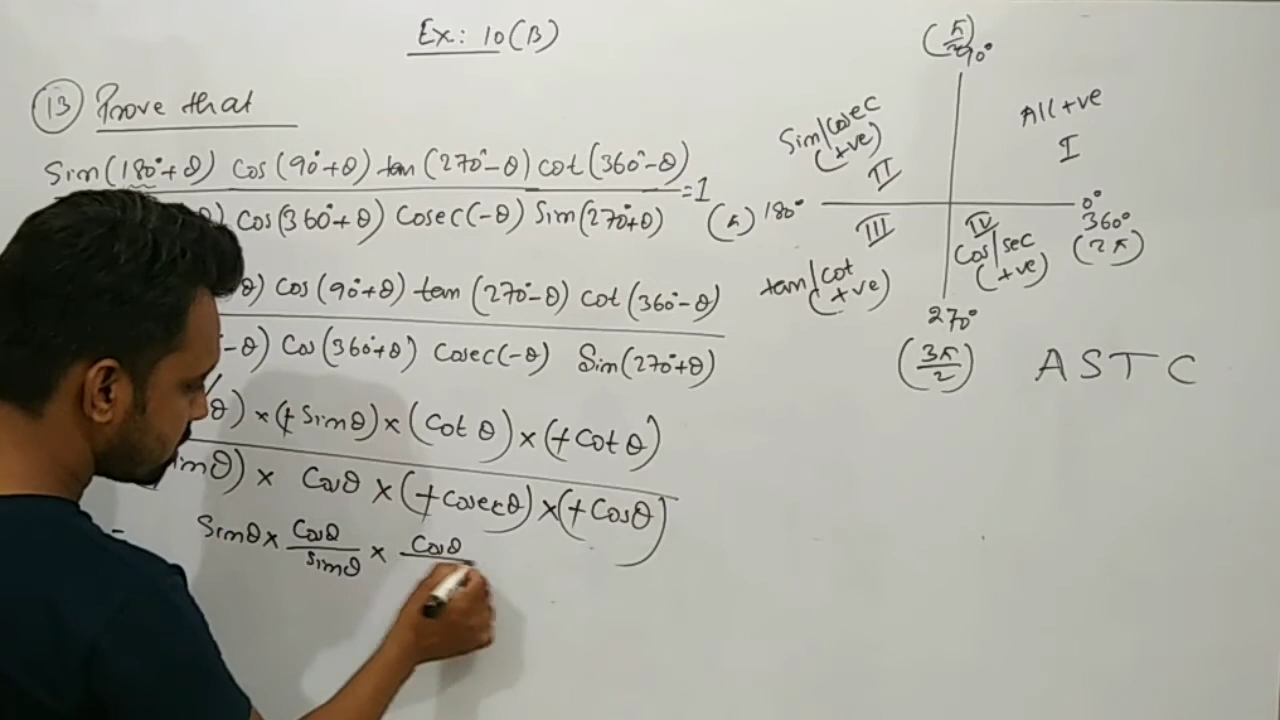 Ex: 10(B)
(13) Prove that
Sin(180°+θ) cos(90°+θ) tan(270°-θ) cot(360°-θ)
=1
θ) Cos(360°+θ) Cosec(-θ) Sin(270°+θ)
θ) Cos(90°+θ) tan(270°-θ) Cot(360°-θ)
-θ) Cos(360°+θ) Cosec(-θ) Sin(270°+θ)
θ) × (+Sinθ) × (Cotθ) × (+Cotθ)
inθ) × Cosθ × (+Cosecθ) × (+Cosθ)
= Sinθ × Cosθ/Sinθ × Cosθ
(π/2) 90°
Sin/Cosec
(+ve)
II
All +ve
I
(π) 180°
0°
360°
(2π)
III
tan/Cot
(+ve)
IV
Cos/sec
(+ve)
270°
(3π/2)
ASTC